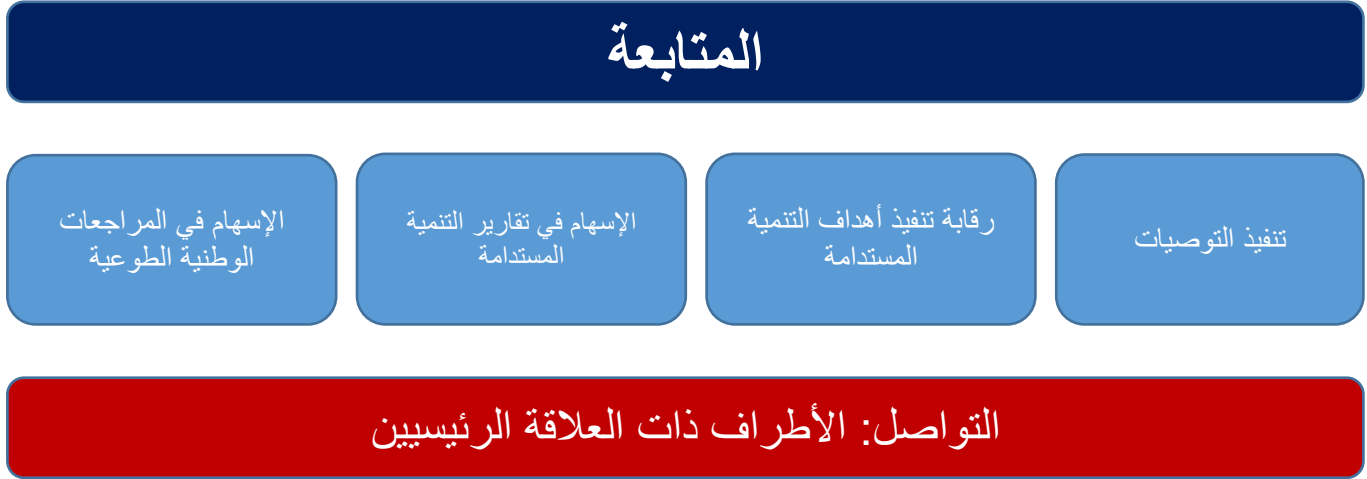 المتابعة
تنفيذ التوصيات
رقابة تنفيذ أهداف التنمية
المستدامة
الإسهام في تقارير التنمية
المستدامة
الإسهام في المراجعات
الوطنية الطوعية
التواصل: الأطراف ذات العلاقة الرئيسيين